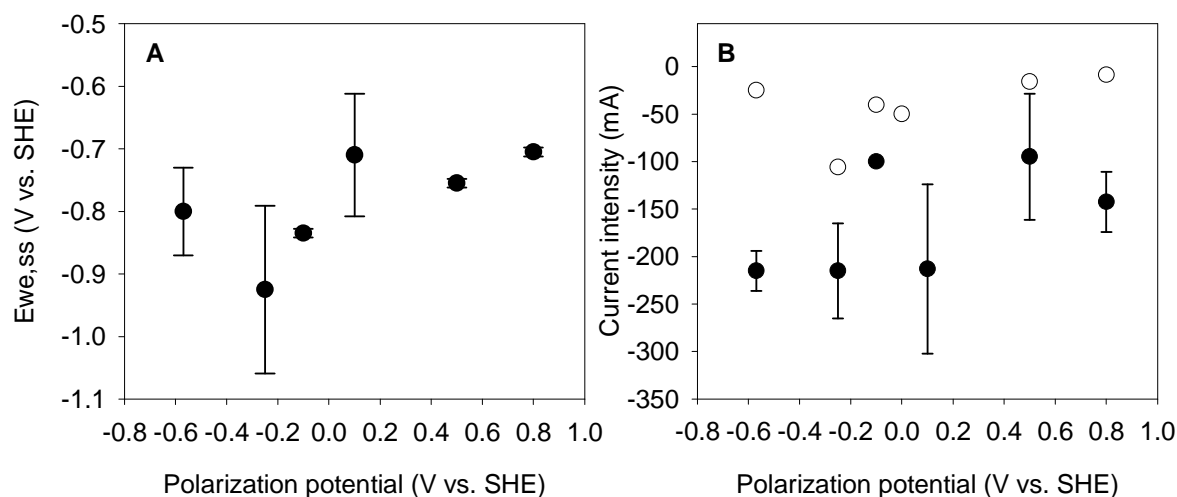 A
Ewe,ss (V vs. SHE)
-0.5
-0.6
-0.7
-0.8
-0.9
-1.0
-1.1
-0.8 -0.6 -0.4 -0.2 0.0 0.2 0.4 0.6 0.8 1.0
Polarization potential (V vs. SHE)
B
Current intensity (mA)
0
-50
-100
-150
-200
-250
-300
-350
-0.8 -0.6 -0.4 -0.2 0.0 0.2 0.4 0.6 0.8 1.0
Polarization potential (V vs. SHE)